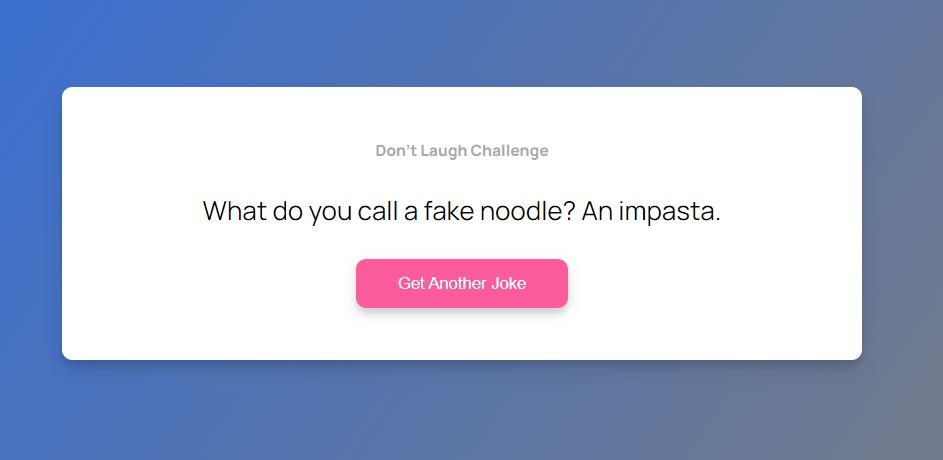 Don't Laugh Challenge
What do you call a fake noodle? An impasta.
Get Another Joke